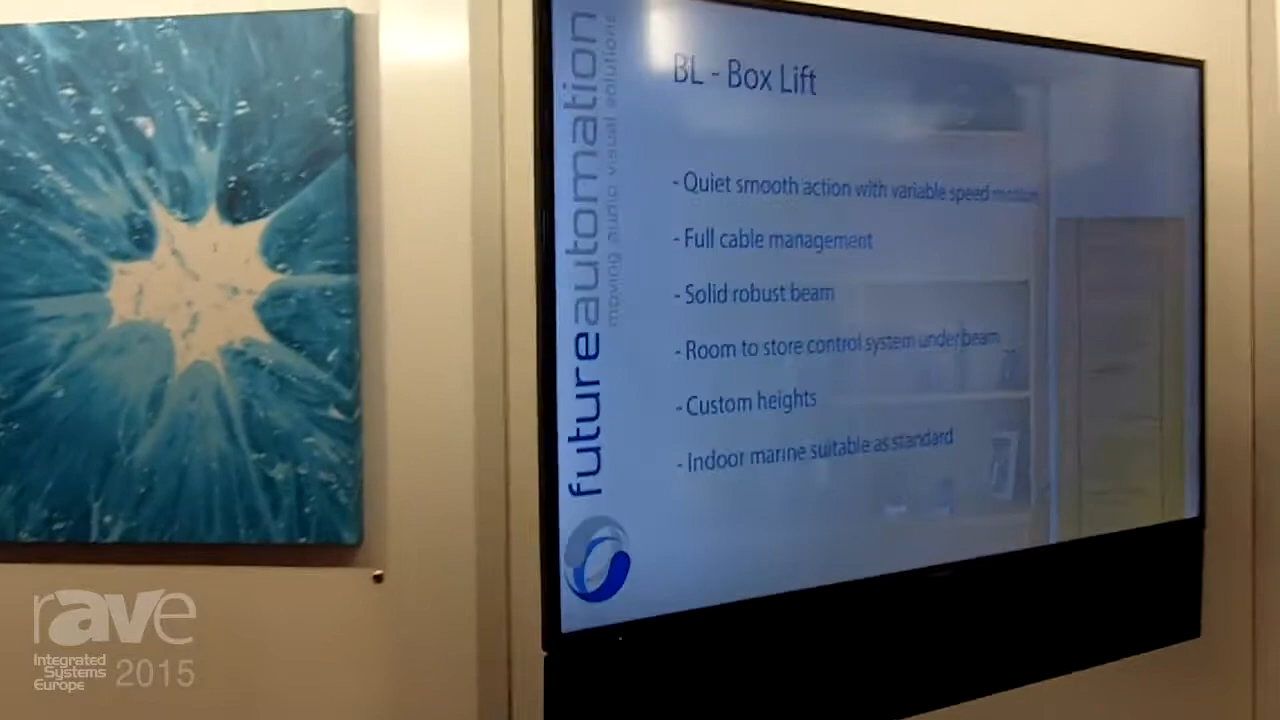 BL - Box Lift
- Quiet smooth action with variable speed motion
- Full cable management
- Solid robust beam
- Room to store control system under beam
- Custom heights
- Indoor marine suitable as standard
futureautomation
moving audio visual solutions
rAVe
Integrated
Systems
Europe 2015